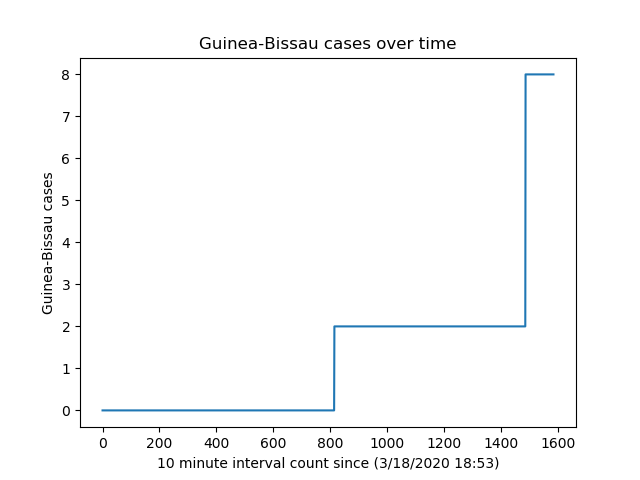 Guinea-Bissau cases over time
8
7
6
5
4
3
2
1
0
Guinea-Bissau cases
0 200 400 600 800 1000 1200 1400 1600
10 minute interval count since (3/18/2020 18:53)